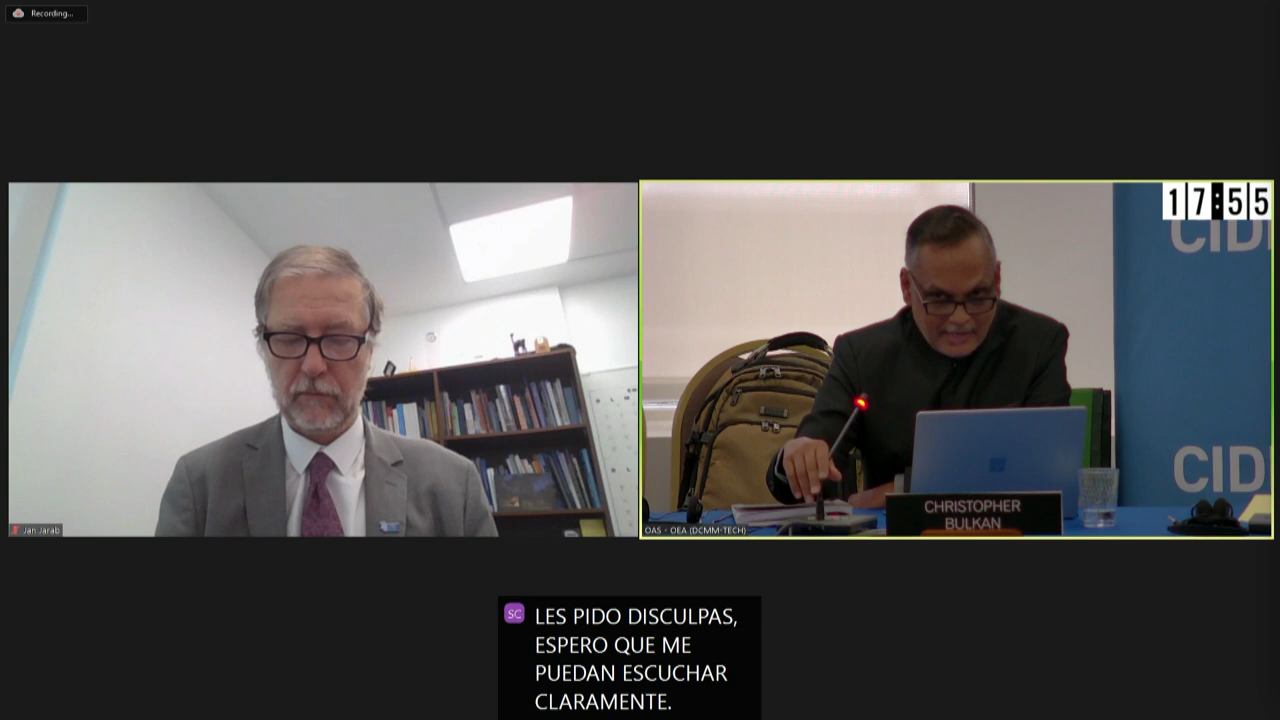 Recording...
17:55
CID
CID
CHRISTOPHER
BULKAN
Jan Jarab
OAS - OEA (DCMM-TECH)
SC
LES PIDO DISCULPAS,
ESPERO QUE ME
PUEDAN ESCUCHAR
CLARAMENTE.